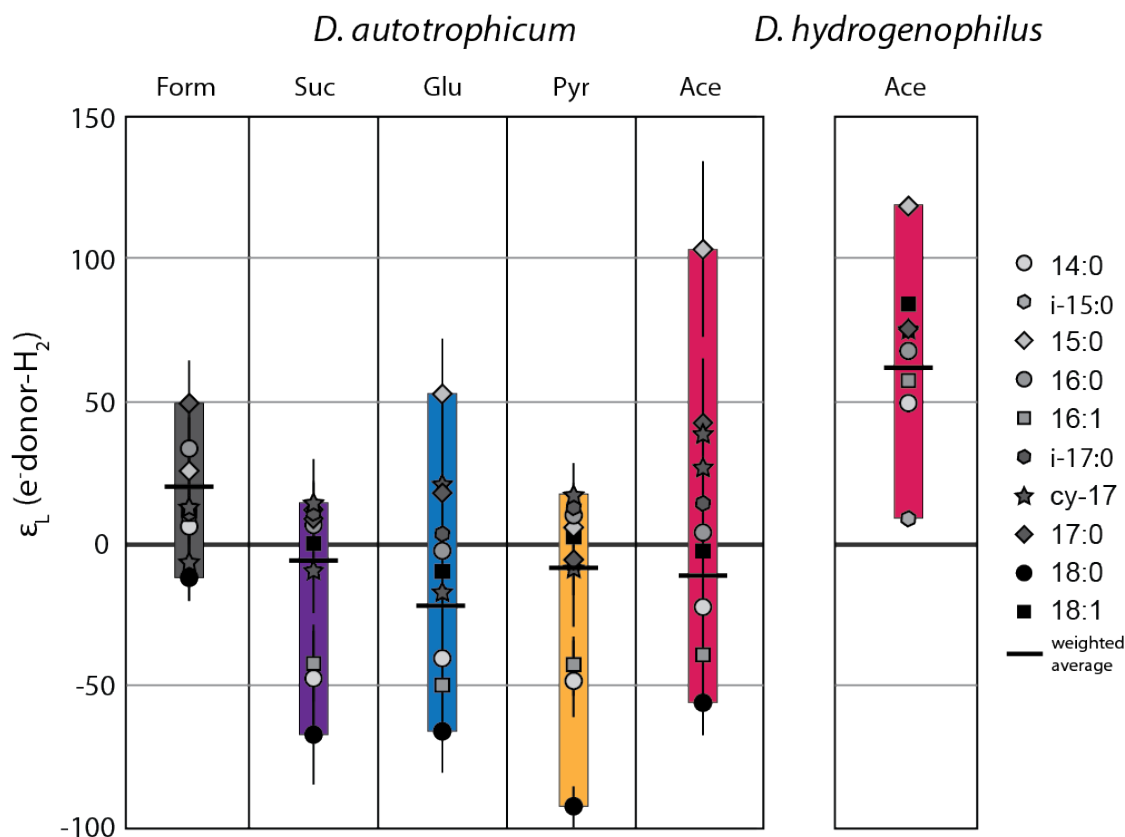 D. autotrophicum D. hydrogenophilus
Form Suc Glu Pyr Ace Ace
150
100
50
0
-50
-100
εL (e⁻donor-H₂)
14:0
i-15:0
15:0
16:0
16:1
i-17:0
cy-17
17:0
18:0
18:1
weighted
average